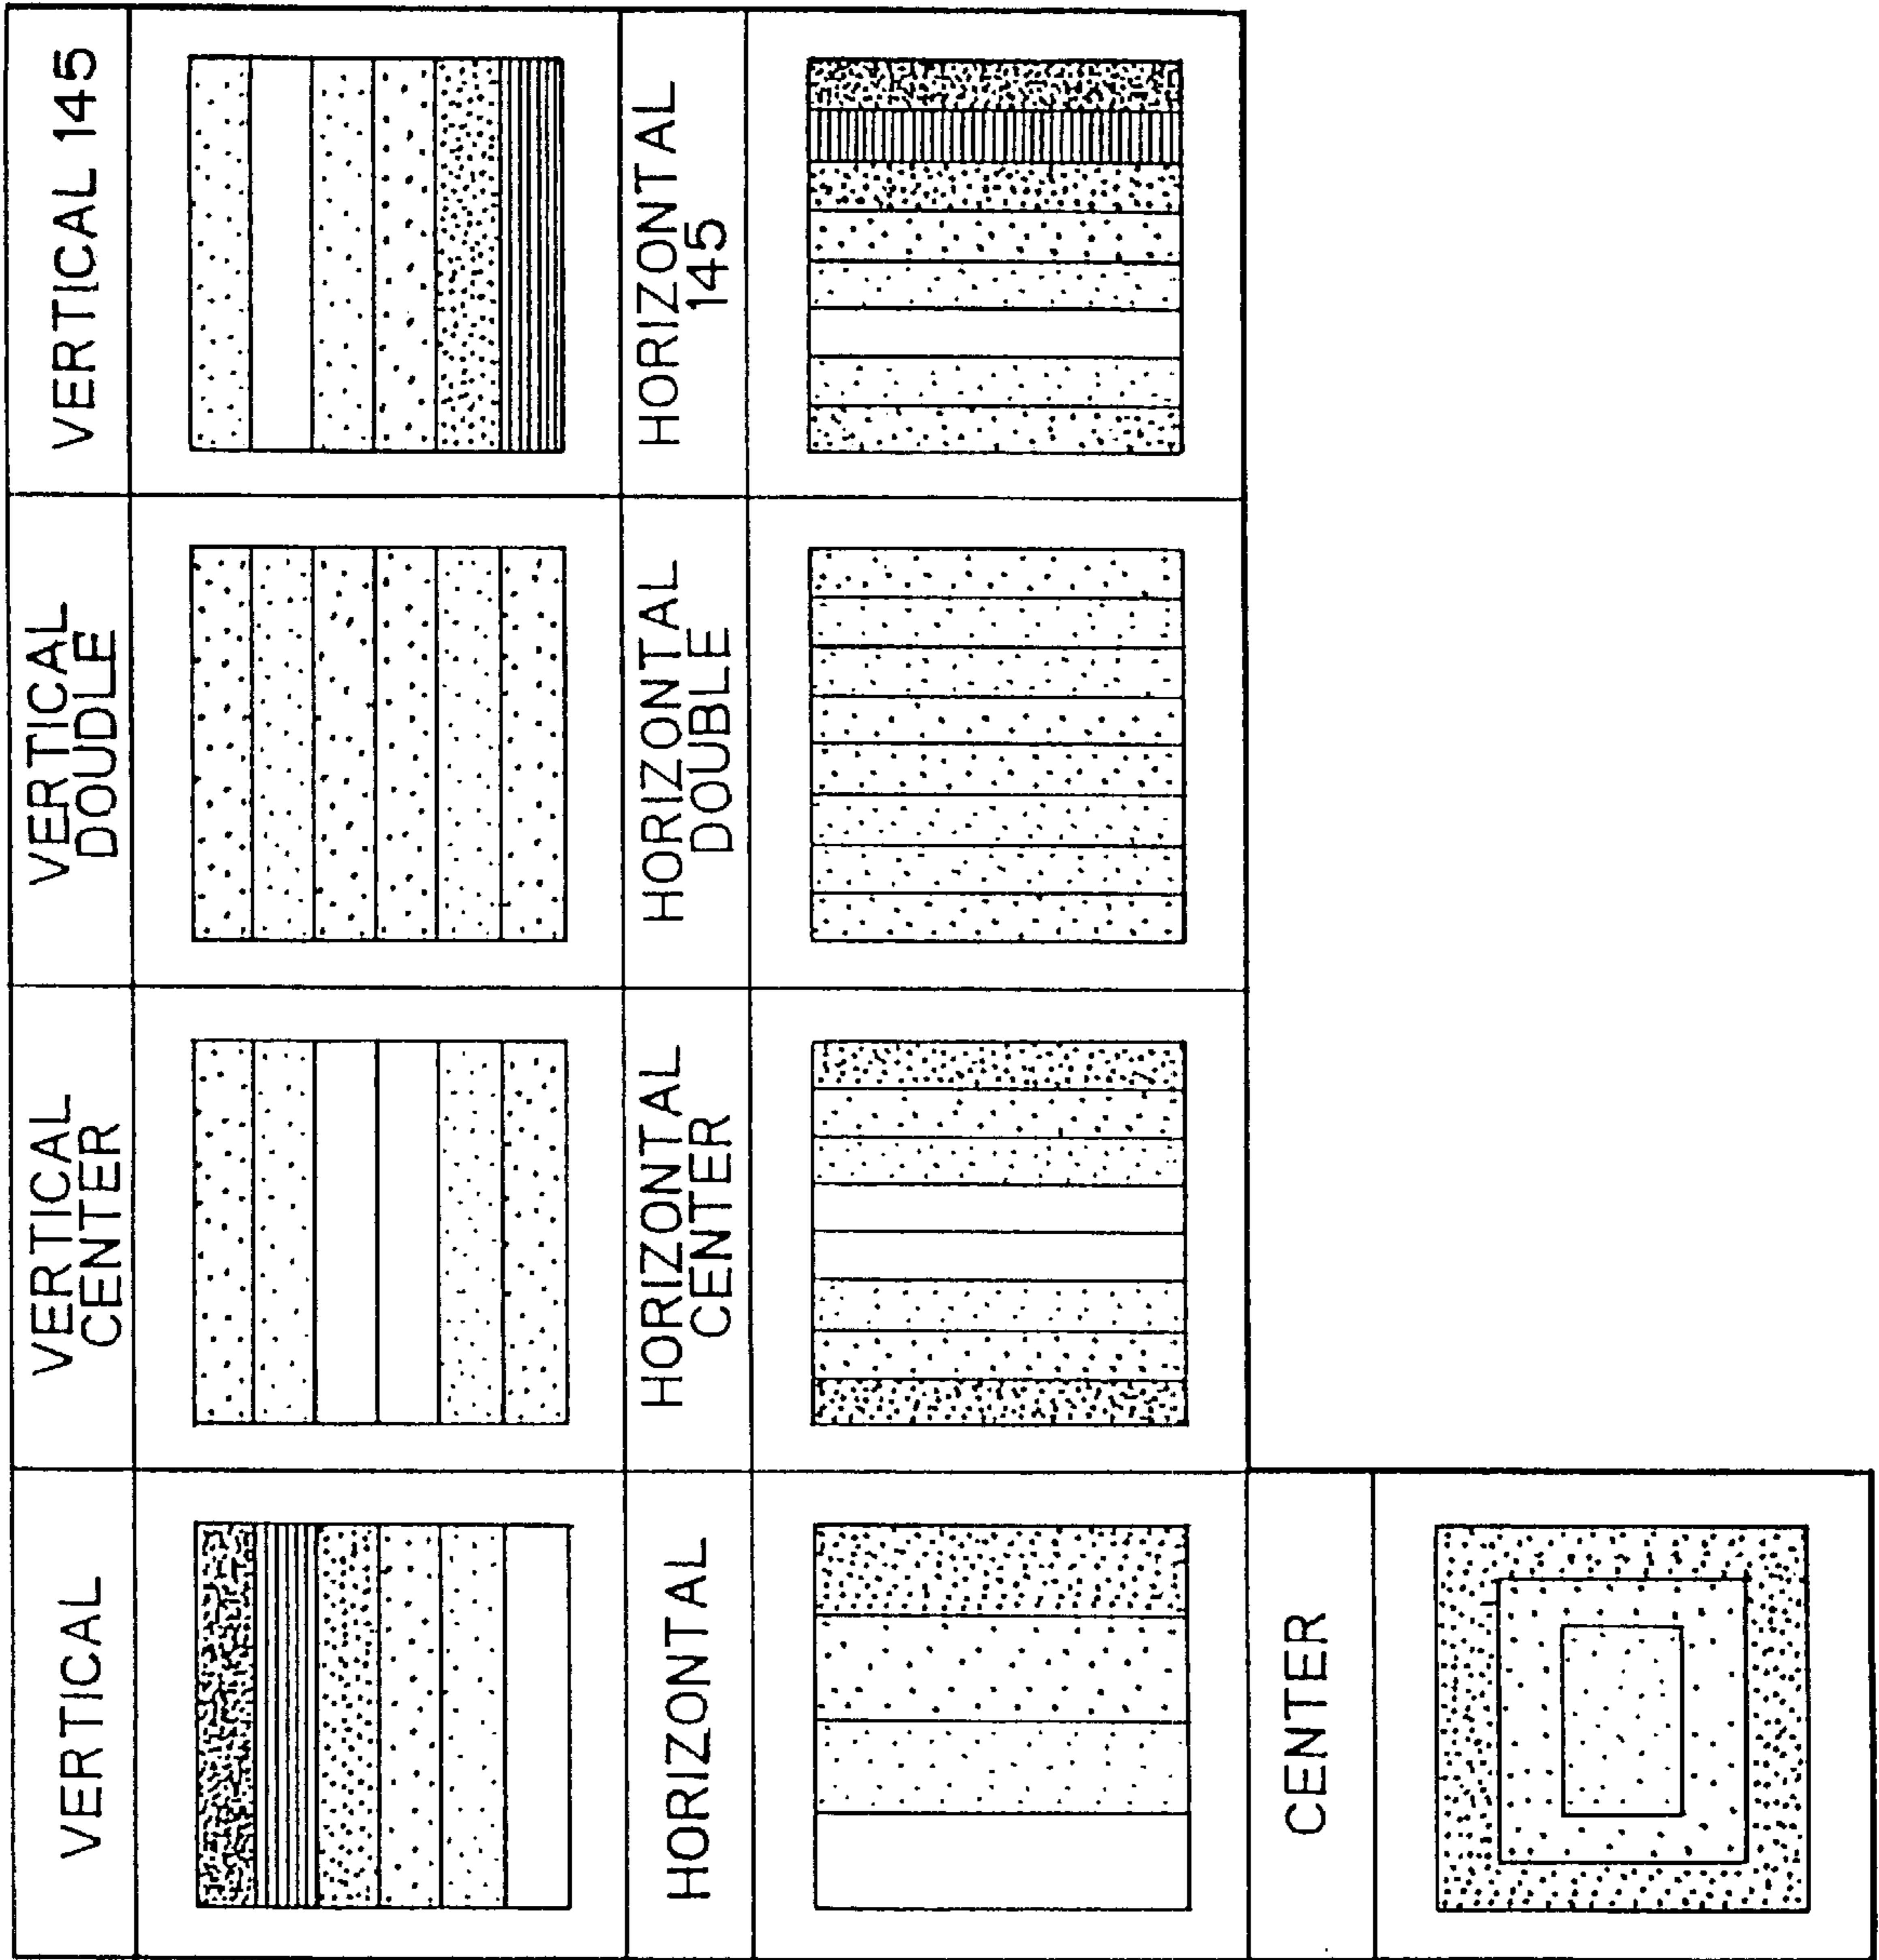 VERTICAL
VERTICAL
CENTER
VERTICAL
DOUDLE
VERTICAL 145
HORIZONTAL
HORIZONTAL
CENTER
HORIZONTAL
DOUBLE
HORIZONTAL
145
CENTER